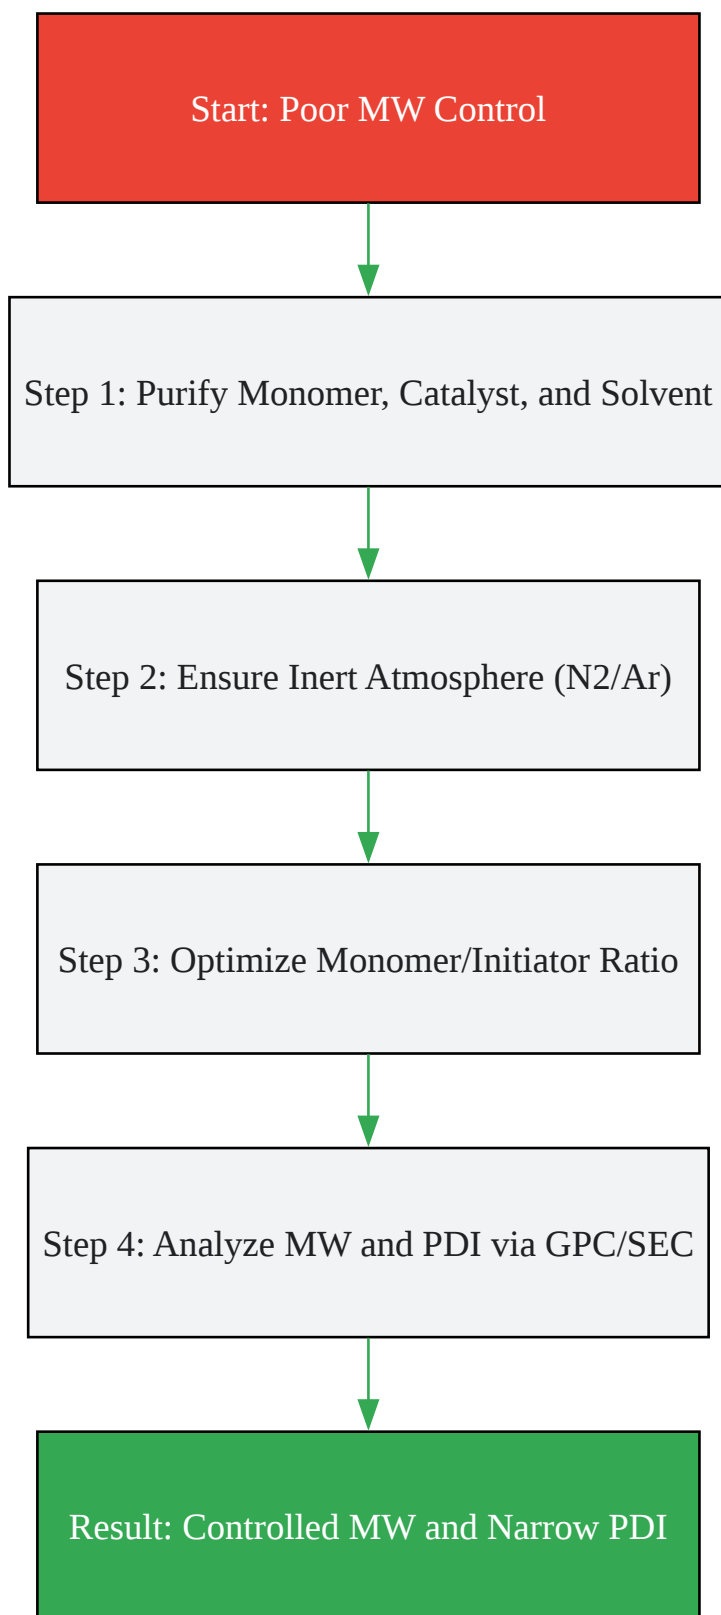 Start: Poor MW Control
Step 1: Purify Monomer, Catalyst, and Solvent
Step 2: Ensure Inert Atmosphere (N2/Ar)
Step 3: Optimize Monomer/Initiator Ratio
Step 4: Analyze MW and PDI via GPC/SEC
Result: Controlled MW and Narrow PDI